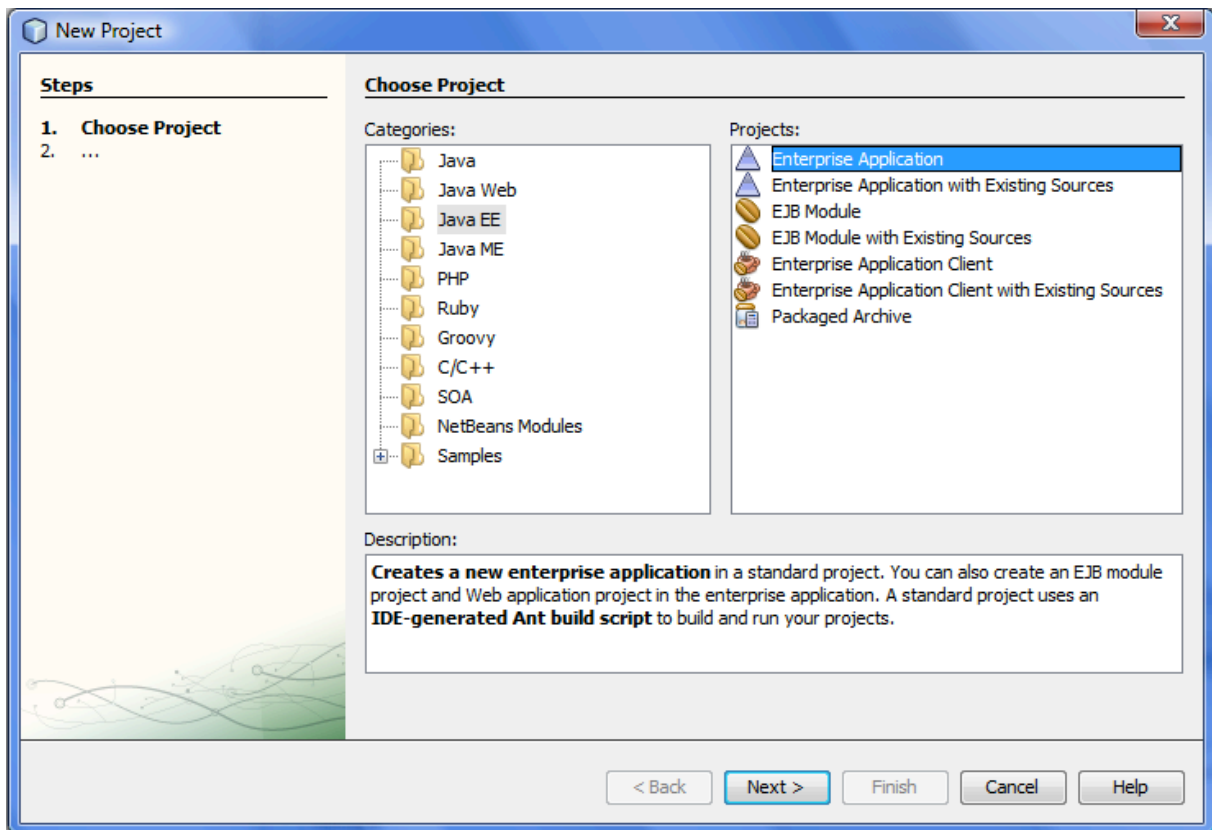 New Project
Steps
1. Choose Project
2. ...
Choose Project
Categories:
Java
Java Web
Java EE
Java ME
PHP
Ruby
Groovy
C/C++
SOA
NetBeans Modules
Samples
Projects:
Enterprise Application
Enterprise Application with Existing Sources
EJB Module
EJB Module with Existing Sources
Enterprise Application Client
Enterprise Application Client with Existing Sources
Packaged Archive
Description:
Creates a new enterprise application in a standard project. You can also create an EJB module
project and Web application project in the enterprise application. A standard project uses an
IDE-generated Ant build script to build and run your projects.
< Back
Next >
Finish
Cancel
Help